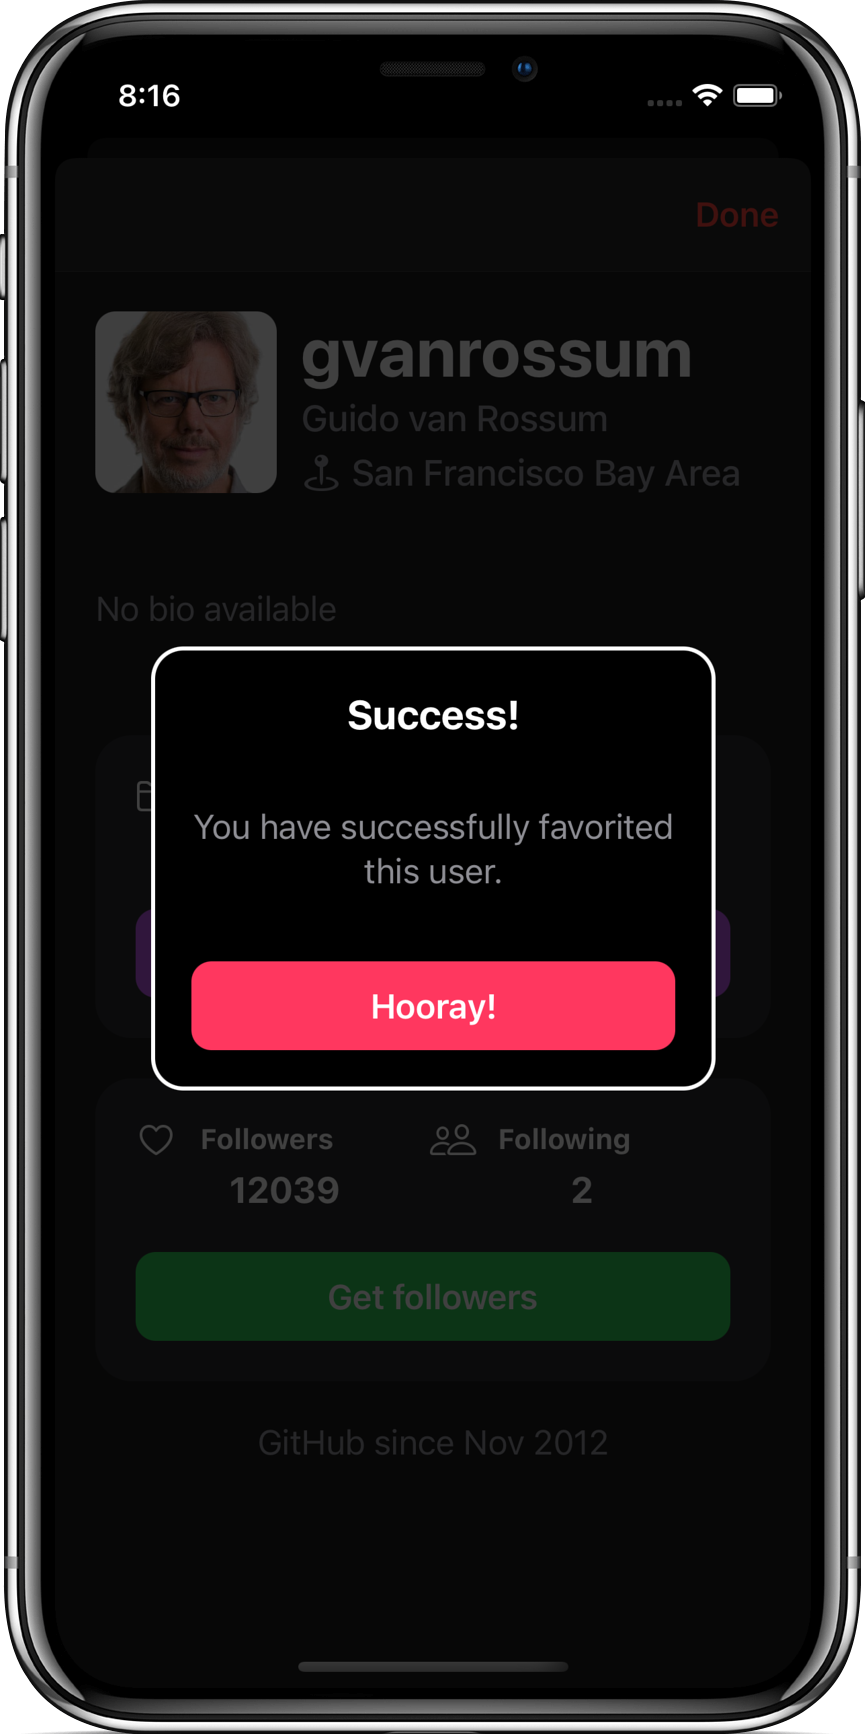 8:16
Done
gvanrossum
Guido van Rossum
San Francisco Bay Area
No bio available
Success!
You have successfully favorited
this user.
Hooray!
Followers
Following
12039
2
Get followers
GitHub since Nov 2012